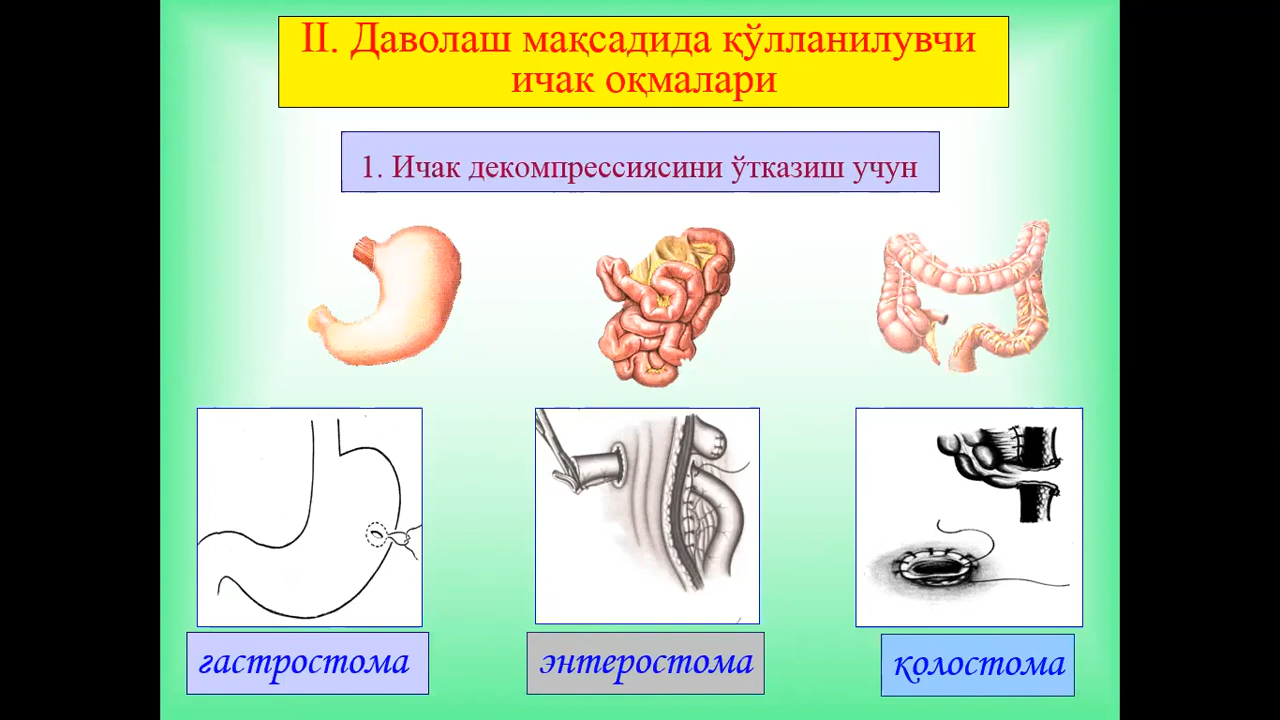 II. Даволаш мақсадида қўлланилувчи
ичак оқмалари
1. Ичак декомпрессиясини ўтказиш учун
гастростома
энтеростома
колостома